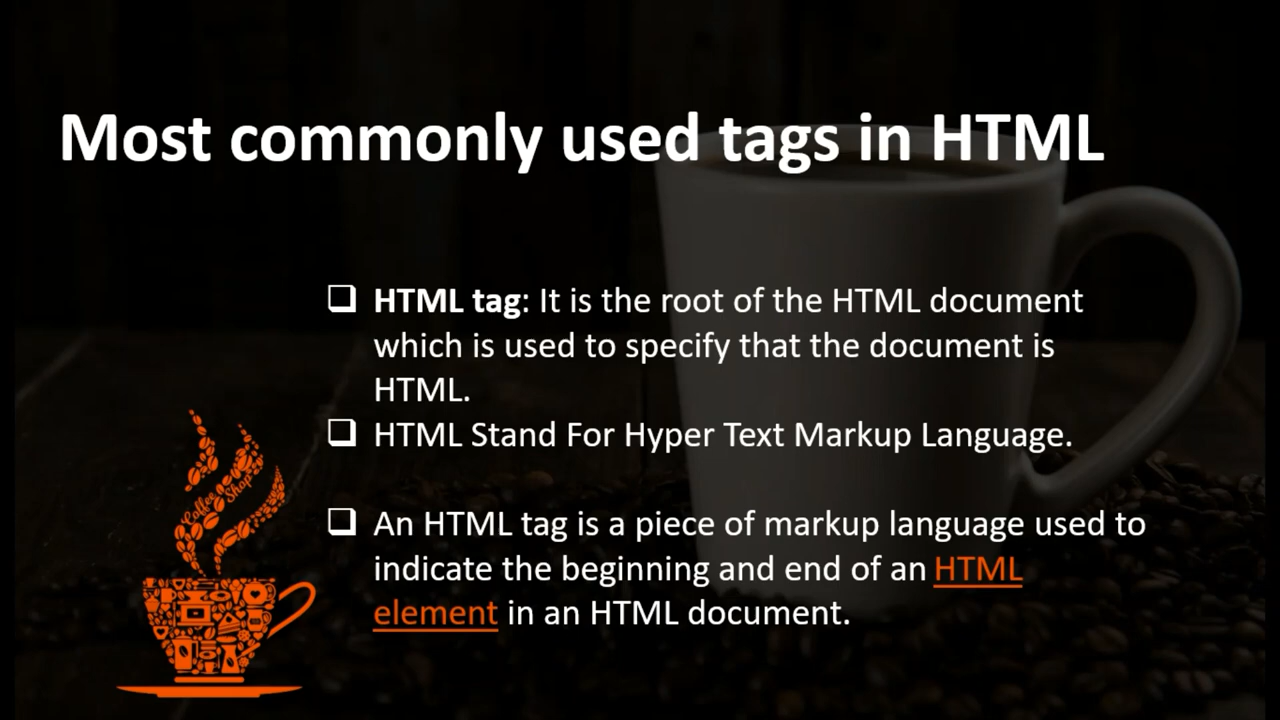 Most commonly used tags in HTML
❑ HTML tag: It is the root of the HTML document
which is used to specify that the document is
HTML.
❑ HTML Stand For Hyper Text Markup Language.
❑ An HTML tag is a piece of markup language used to
indicate the beginning and end of an HTML
element in an HTML document.
Coffee
Shop